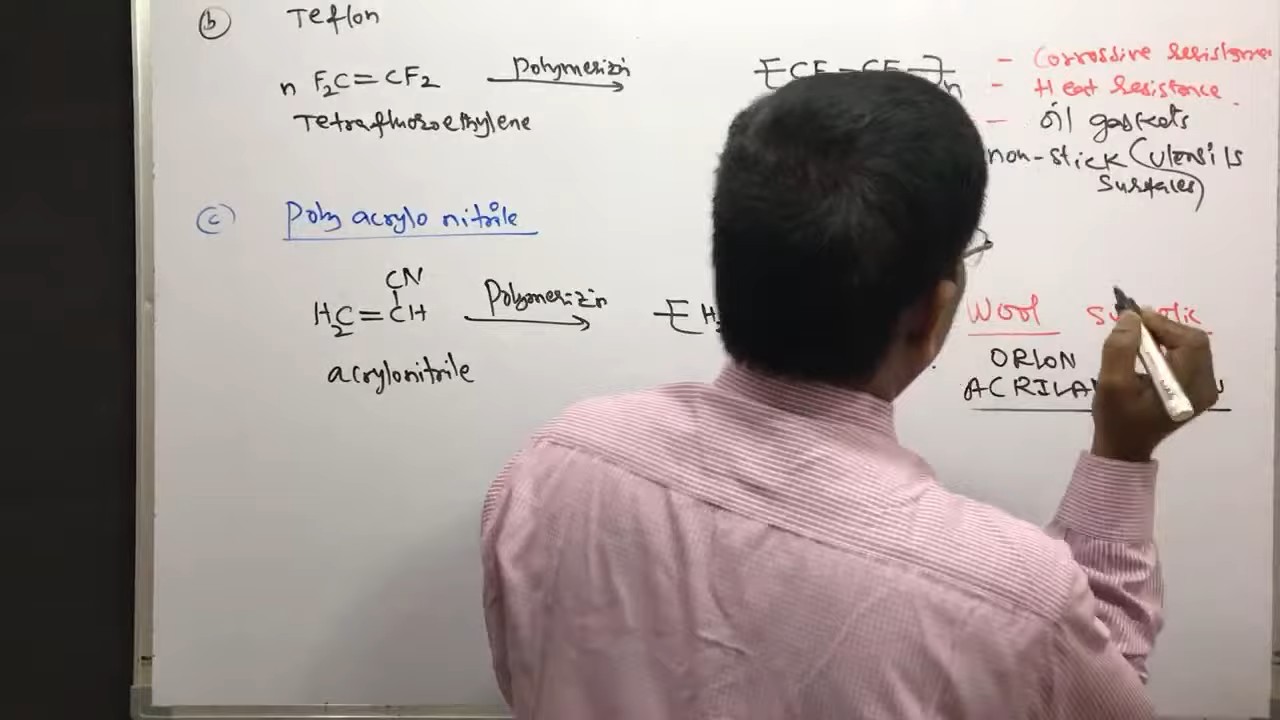 b Teflon
n F2C=CF2 Polymerizn
Tetrafluoroethylene
- Corrossive resistance
- Heat resistance.
- oil gaskets
non-stick (utensils
surfaces)
c Poly acrylo nitrile
CN
H2C=CH Polymerizn
acrylonitrile
Wool
ORLON